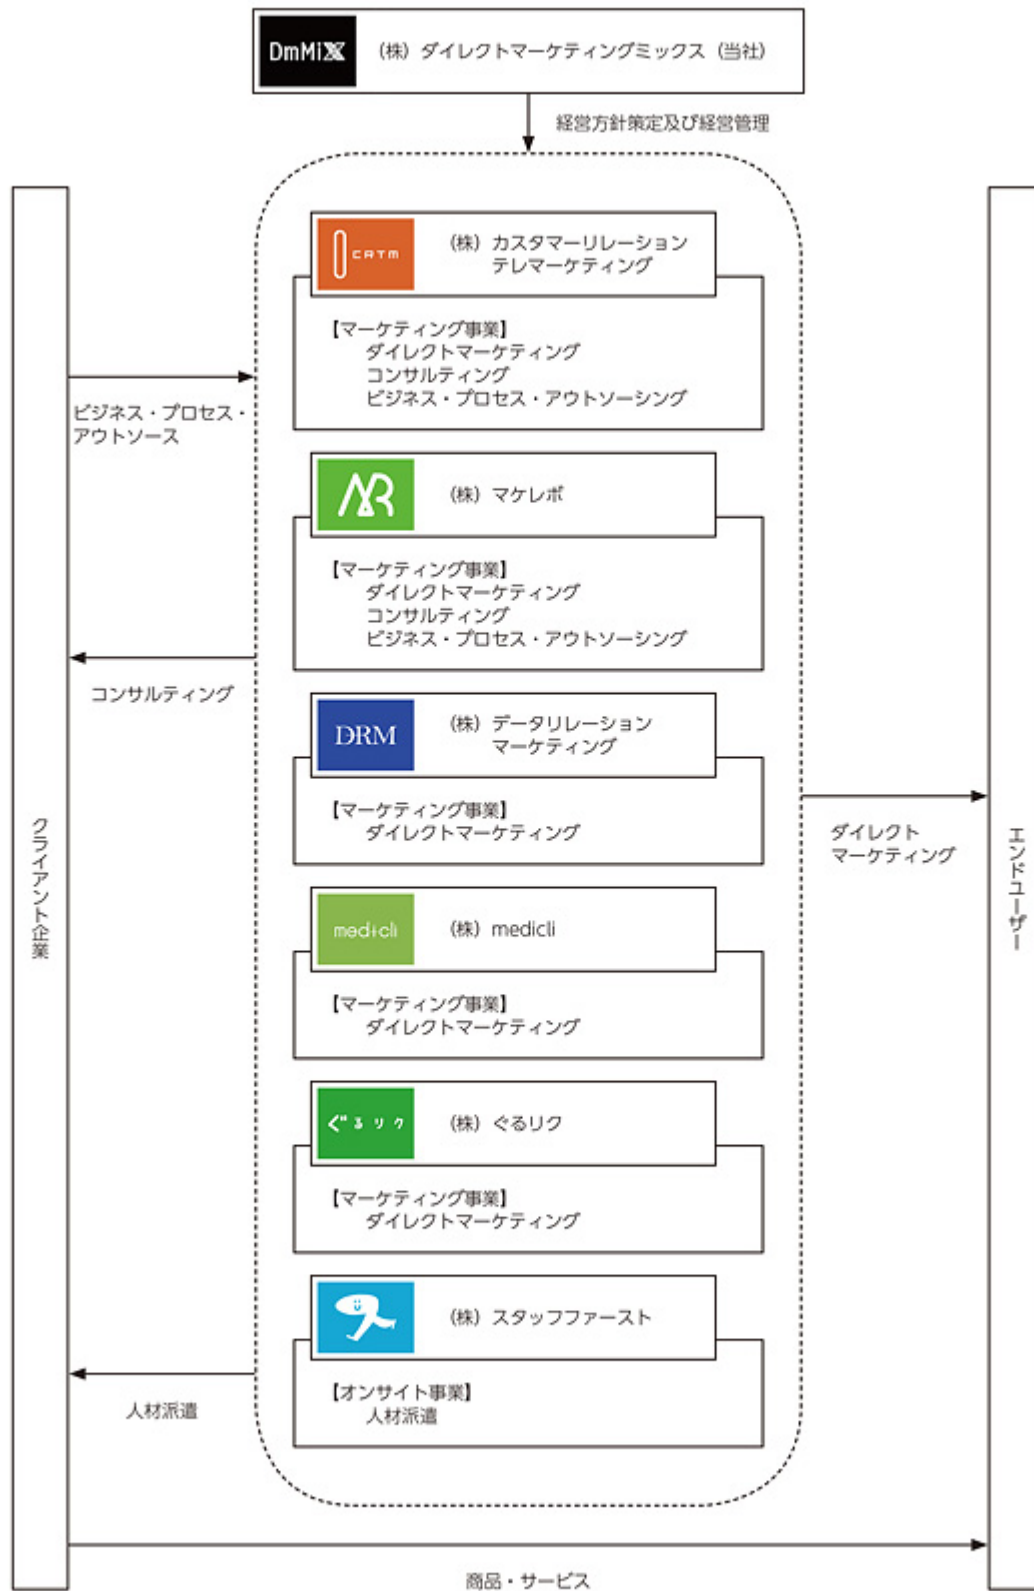 DmMiX
（株）ダイレクトマーケティングミックス（当社）
経営方針策定及び経営管理
CRTM
（株）カスタマーリレーション
テレマーケティング
【マーケティング事業】
ダイレクトマーケティング
コンサルティング
ビジネス・プロセス・アウトソーシング
ビジネス・プロセス・
アウトソース
（株）マケレボ
【マーケティング事業】
ダイレクトマーケティング
コンサルティング
ビジネス・プロセス・アウトソーシング
コンサルティング
DRM
（株）データリレーション
マーケティング
【マーケティング事業】
ダイレクトマーケティング
ダイレクト
マーケティング
クライアント企業
エンドユーザー
medicli
（株）medicli
【マーケティング事業】
ダイレクトマーケティング
ぐるリク
（株）ぐるリク
【マーケティング事業】
ダイレクトマーケティング
（株）スタッフファースト
【オンサイト事業】
人材派遣
人材派遣
商品・サービス